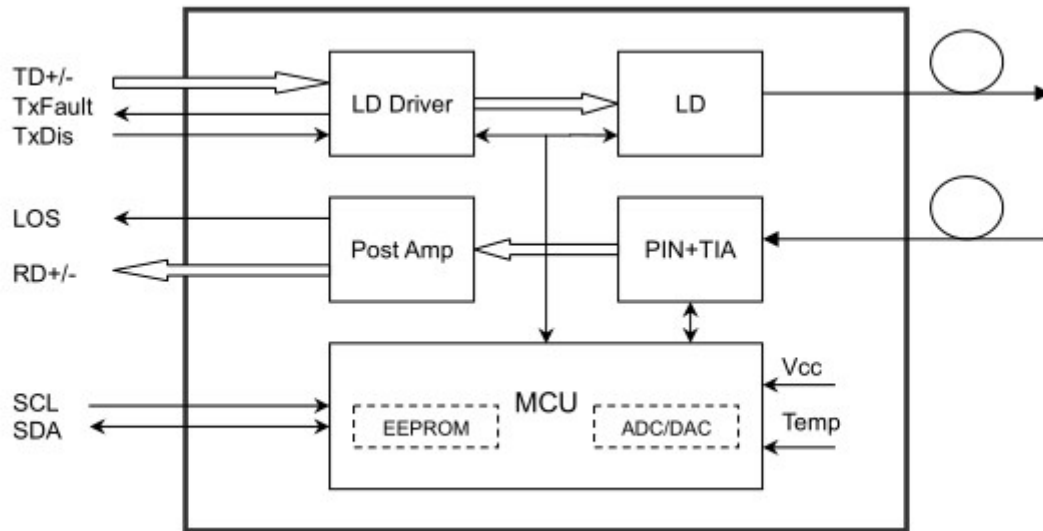 TD+/-
TxFault
TxDis
LD Driver
LD
LOS
RD+/-
Post Amp
PIN+TIA
SCL
SDA
MCU
EEPROM
ADC/DAC
Vcc
Temp